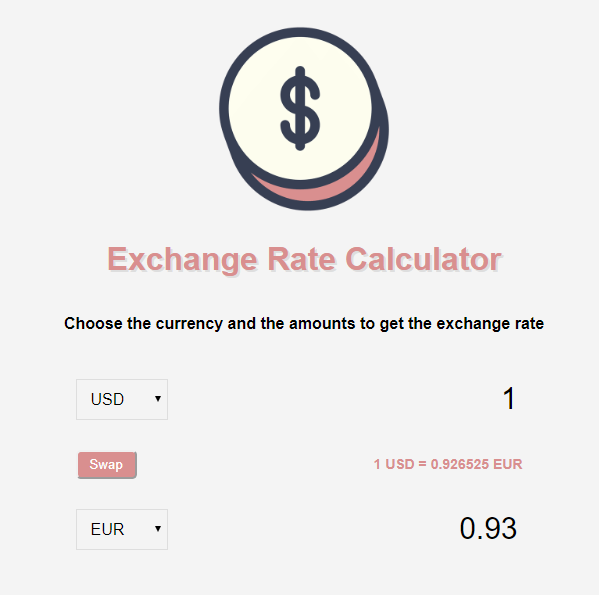 $
Exchange Rate Calculator
Choose the currency and the amounts to get the exchange rate
USD 1
Swap 1 USD = 0.926525 EUR
EUR 0.93